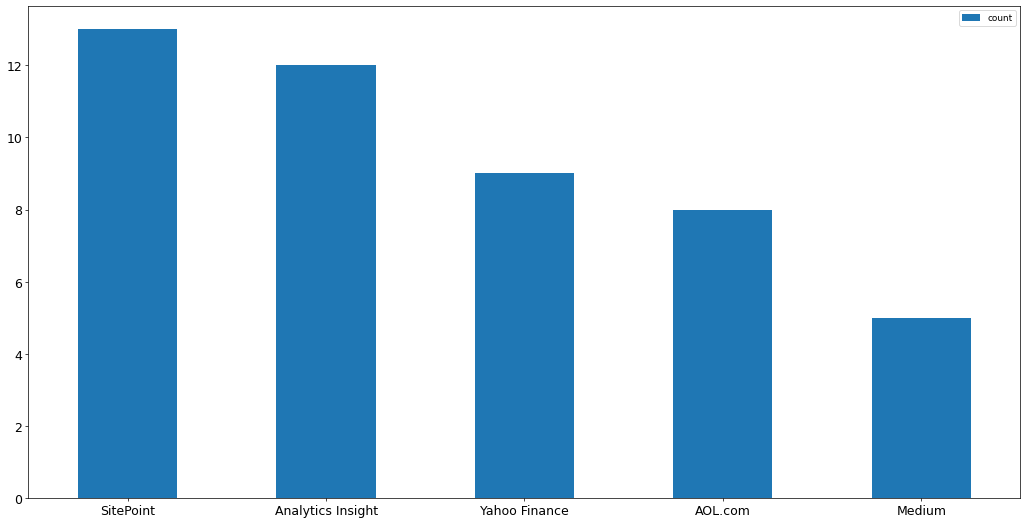 count
12
10
8
6
4
2
0
SitePoint
Analytics Insight
Yahoo Finance
AOL.com
Medium